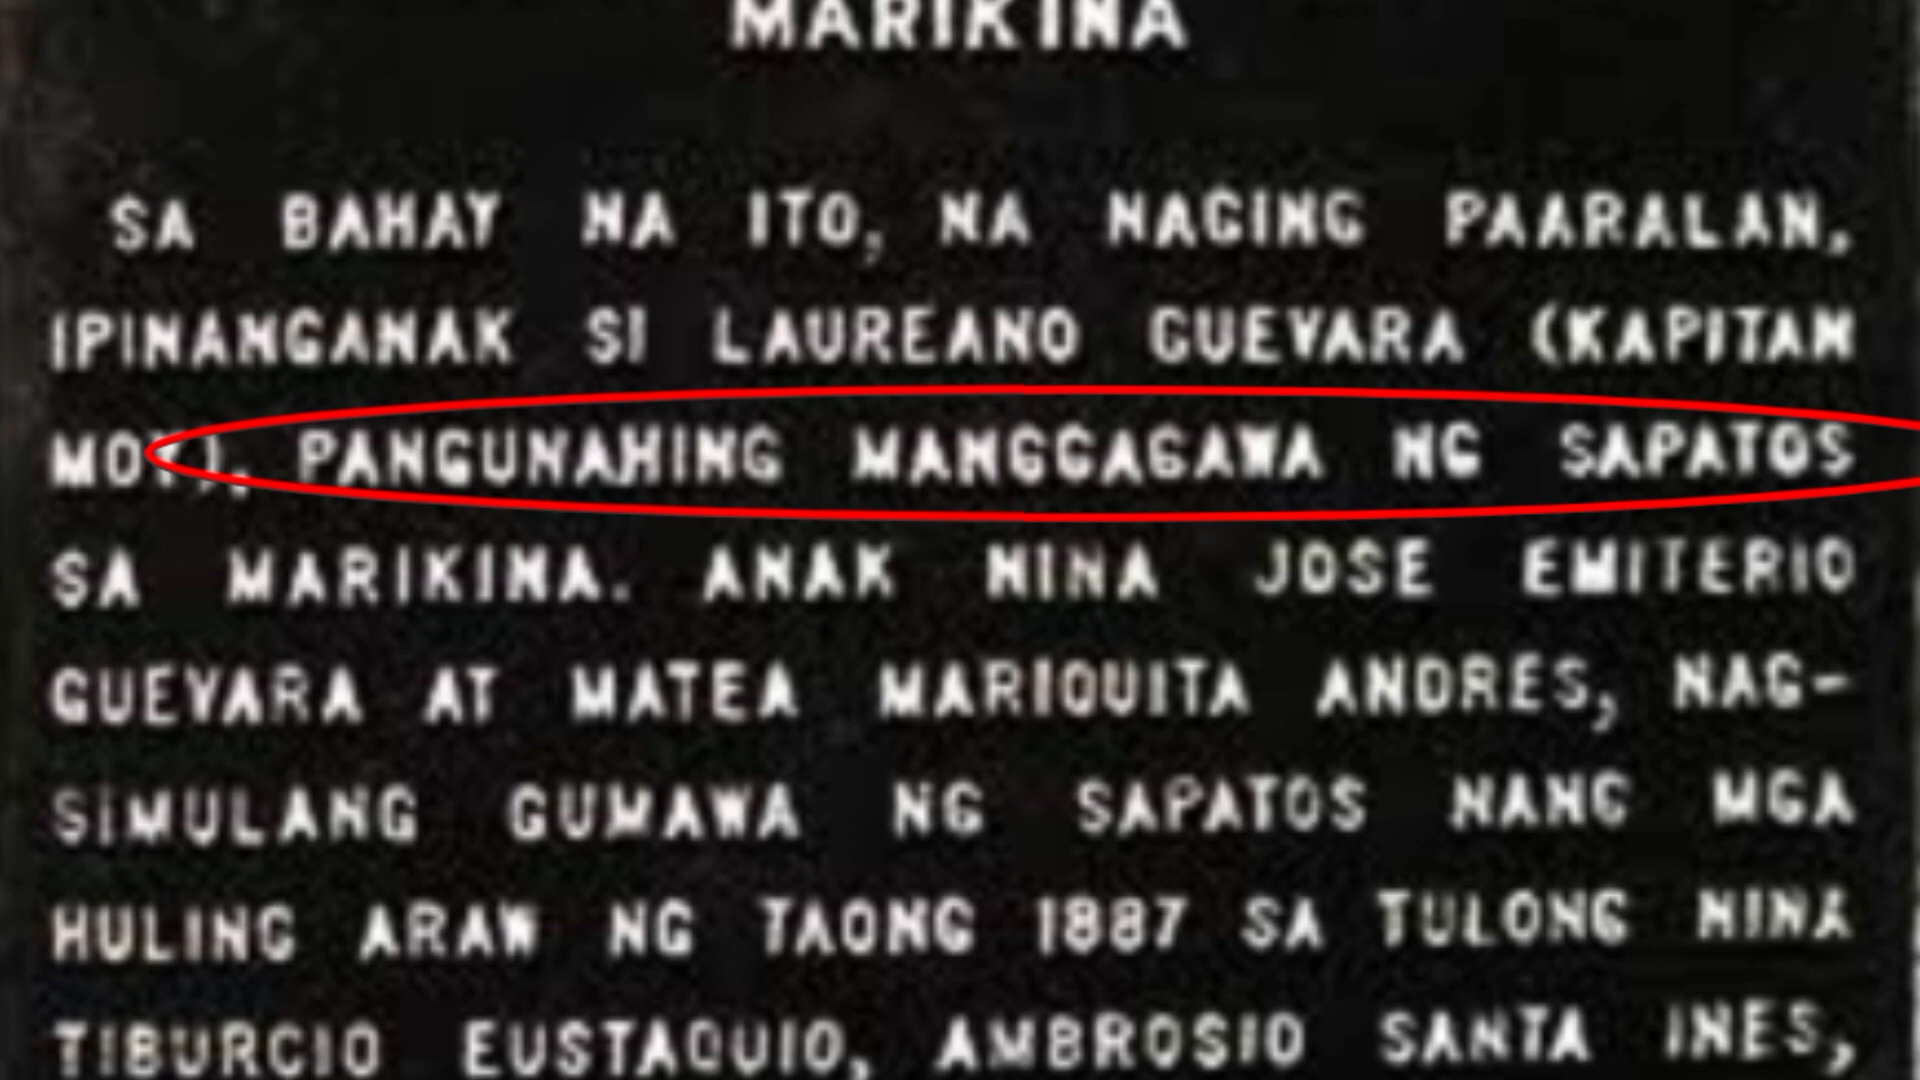 MARIKINA
SA BAHAY NA ITO, NA NAGING PAARALAN,
IPINANGANAK SI LAUREANO GUEVARA (KAPITAN
MOY), PANGUNAHING MANGGAGAWA NG SAPATOS
SA MARIKINA. ANAK NINA JOSE EMITERIO
GUEVARA AT MATEA MARIQUITA ANDRES, NAG-
SIMULANG GUMAWA NG SAPATOS NANG MGA
HULING ARAW NG TAONG 1887 SA TULONG NINA
TIBURCIO EUSTAQUIO, AMBROSIO SANTA INES,